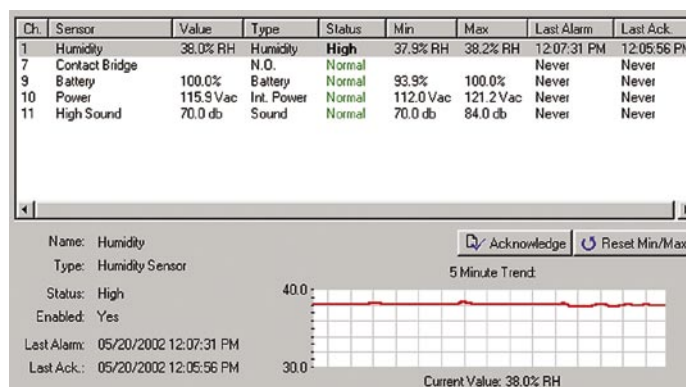 Ch. Sensor Value Type Status Min Max Last Alarm Last Ack.
1 Humidity 38.0% RH Humidity High 37.9% RH 38.2% RH 12:07:31 PM 12:05:56 PM
7 Contact Bridge N.O. Normal Never Never
9 Battery 100.0% Battery Normal 93.9% 100.0% Never Never
10 Power 115.9 Vac Int. Power Normal 112.0 Vac 121.2 Vac Never Never
11 High Sound 70.0 db Sound Normal 70.0 db 84.0 db Never Never
Acknowledge Reset Min/Max
Name: Humidity
Type: Humidity Sensor
Status: High
Enabled: Yes
Last Alarm: 05/20/2002 12:07:31 PM
Last Ack.: 05/20/2002 12:05:56 PM
5 Minute Trend:
40.0
30.0
Current Value: 38.0% RH